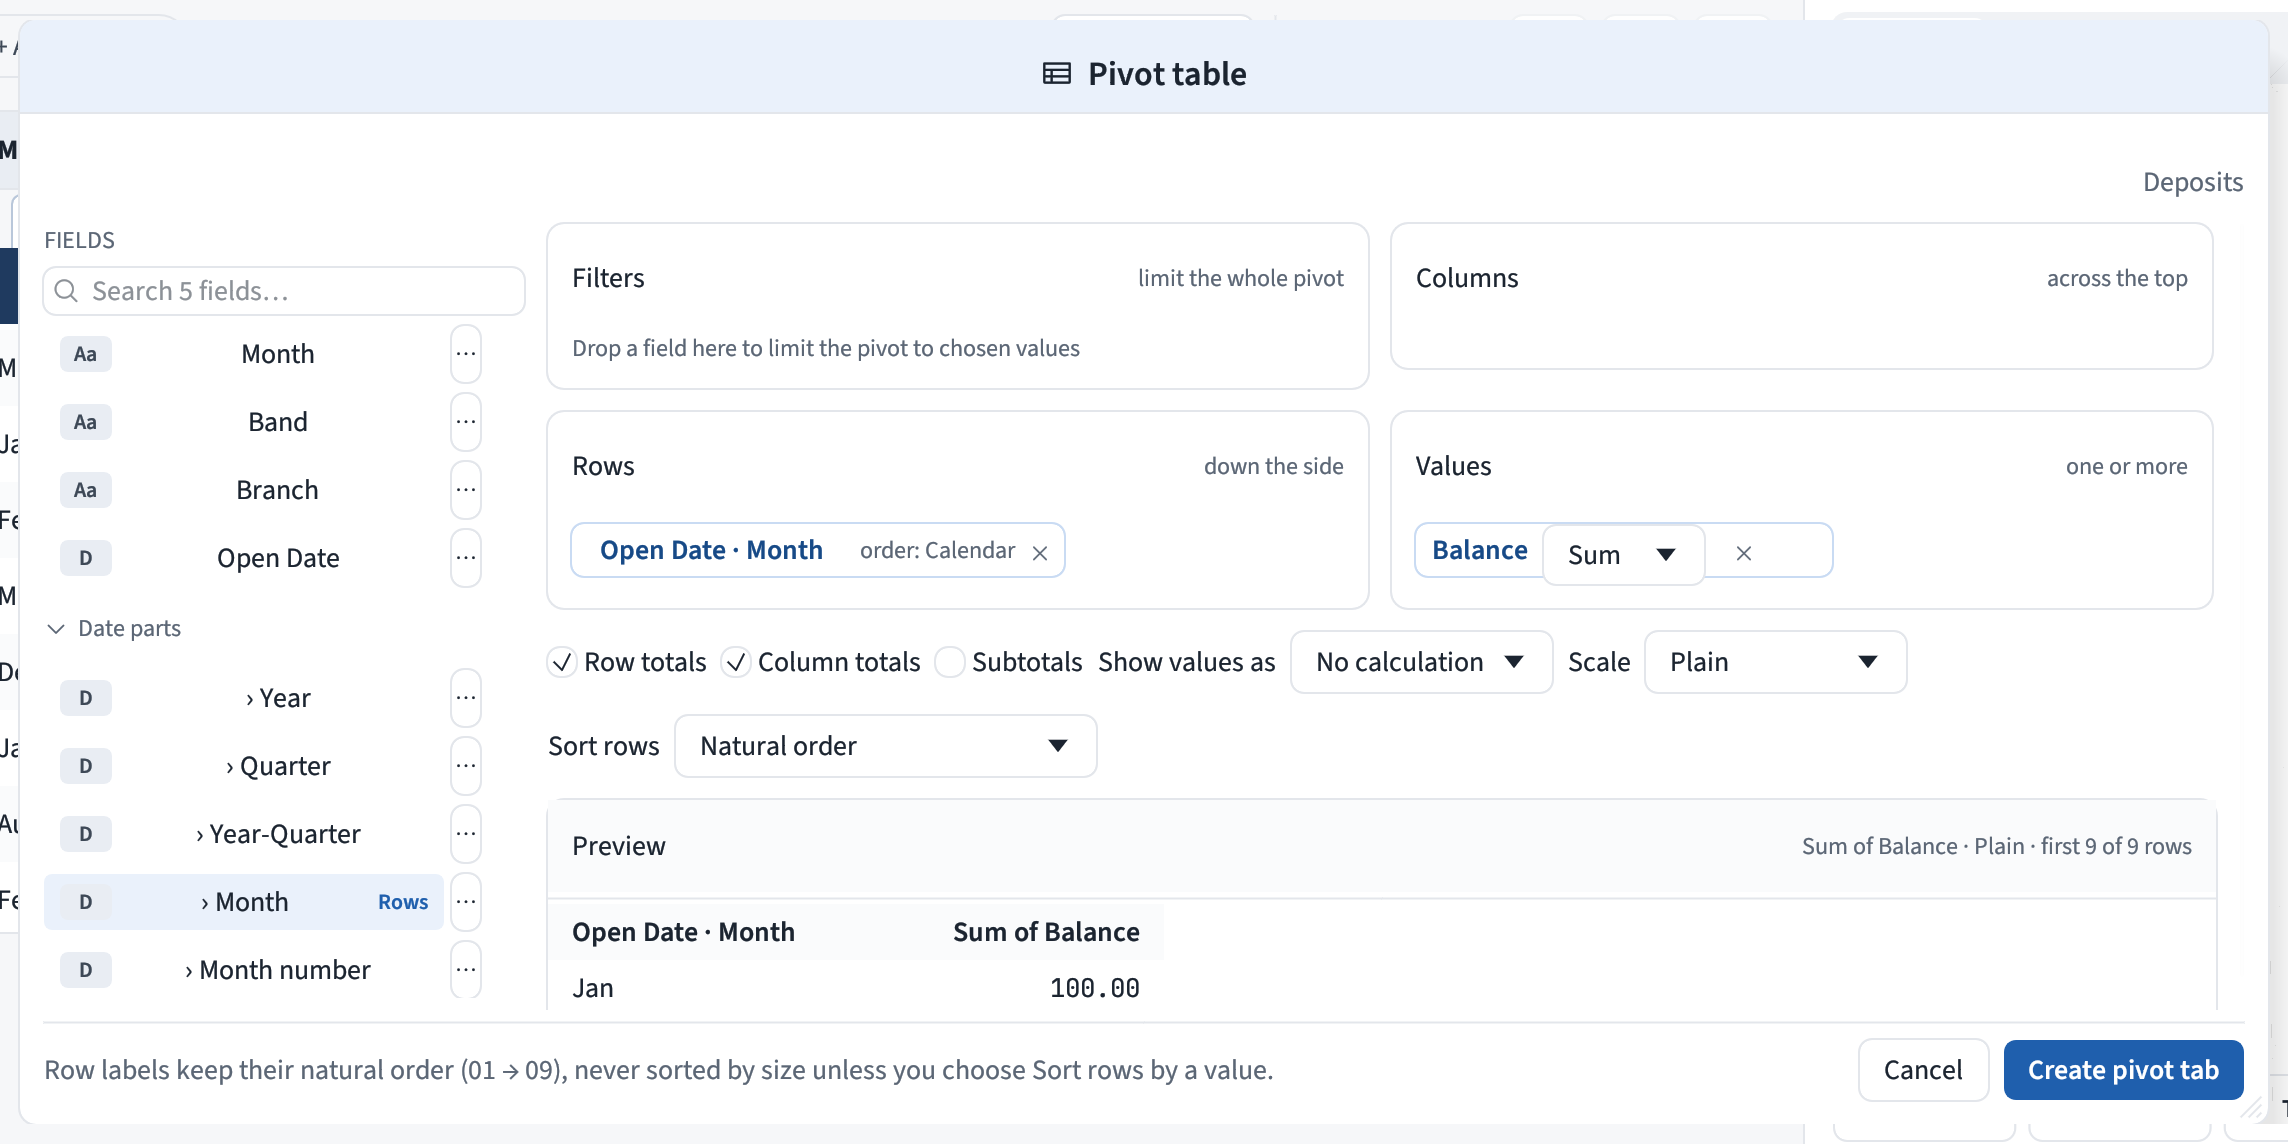 Pivot table
Deposits
FIELDS
Search 5 fields…
Aa Month ...
Aa Band ...
Aa Branch ...
D Open Date ...
Date parts
D › Year ...
D › Quarter ...
D › Year-Quarter ...
D › Month Rows ...
D › Month number ...
Filters limit the whole pivot
Drop a field here to limit the pivot to chosen values
Columns across the top
Rows down the side
Open Date · Month order: Calendar ×
Values one or more
Balance Sum ×
Row totals Column totals Subtotals Show values as No calculation Scale Plain
Sort rows Natural order
Preview Sum of Balance · Plain · first 9 of 9 rows
Open Date · Month Sum of Balance
Jan 100.00
Row labels keep their natural order (01 → 09), never sorted by size unless you choose Sort rows by a value.
Cancel Create pivot tab